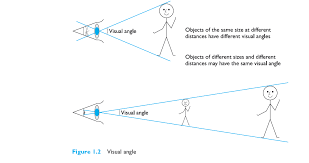 Visual angle
Objects of the same size at different
distances have different visual angles
Objects of different sizes and different
distances may have the same visual angle
Visual angle
Figure 1.2 Visual angle